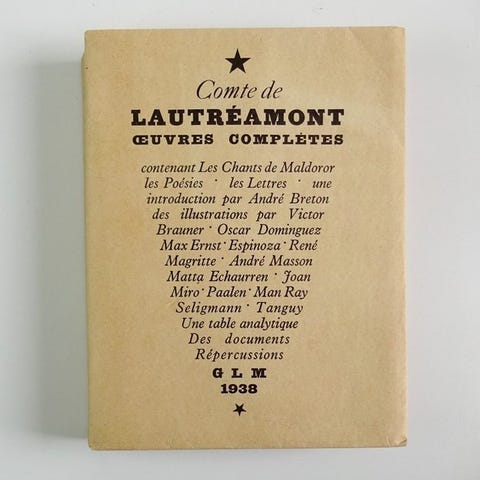 Comte de
LAUTRÉAMONT
ŒUVRES COMPLÈTES
contenant Les Chants de Maldoror
les Poésies · les Lettres · une
introduction par André Breton
des illustrations par Victor
Brauner · Oscar Dominguez
Max Ernst · Espinoza · René
Magritte · André Masson
Matta Echaurren · Joan
Miro · Paalen · Man Ray
Seligmann · Tanguy
Une table analytique
Des documents
Répercussions
G L M
1938